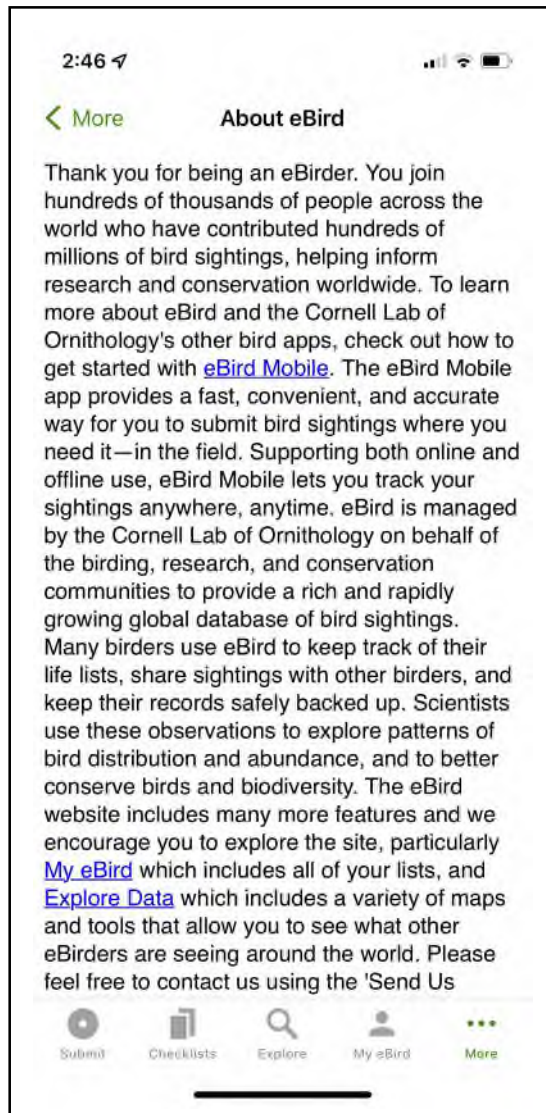 2:46
More
About eBird
Thank you for being an eBirder. You join
hundreds of thousands of people across the
world who have contributed hundreds of
millions of bird sightings, helping inform
research and conservation worldwide. To learn
more about eBird and the Cornell Lab of
Ornithology's other bird apps, check out how to
get started with eBird Mobile. The eBird Mobile
app provides a fast, convenient, and accurate
way for you to submit bird sightings where you
need it—in the field. Supporting both online and
offline use, eBird Mobile lets you track your
sightings anywhere, anytime. eBird is managed
by the Cornell Lab of Ornithology on behalf of
the birding, research, and conservation
communities to provide a rich and rapidly
growing global database of bird sightings.
Many birders use eBird to keep track of their
life lists, share sightings with other birders, and
keep their records safely backed up. Scientists
use these observations to explore patterns of
bird distribution and abundance, and to better
conserve birds and biodiversity. The eBird
website includes many more features and we
encourage you to explore the site, particularly
My eBird which includes all of your lists, and
Explore Data which includes a variety of maps
and tools that allow you to see what other
eBirders are seeing around the world. Please
feel free to contact us using the 'Send Us
Submit Checklists Explore My eBird More